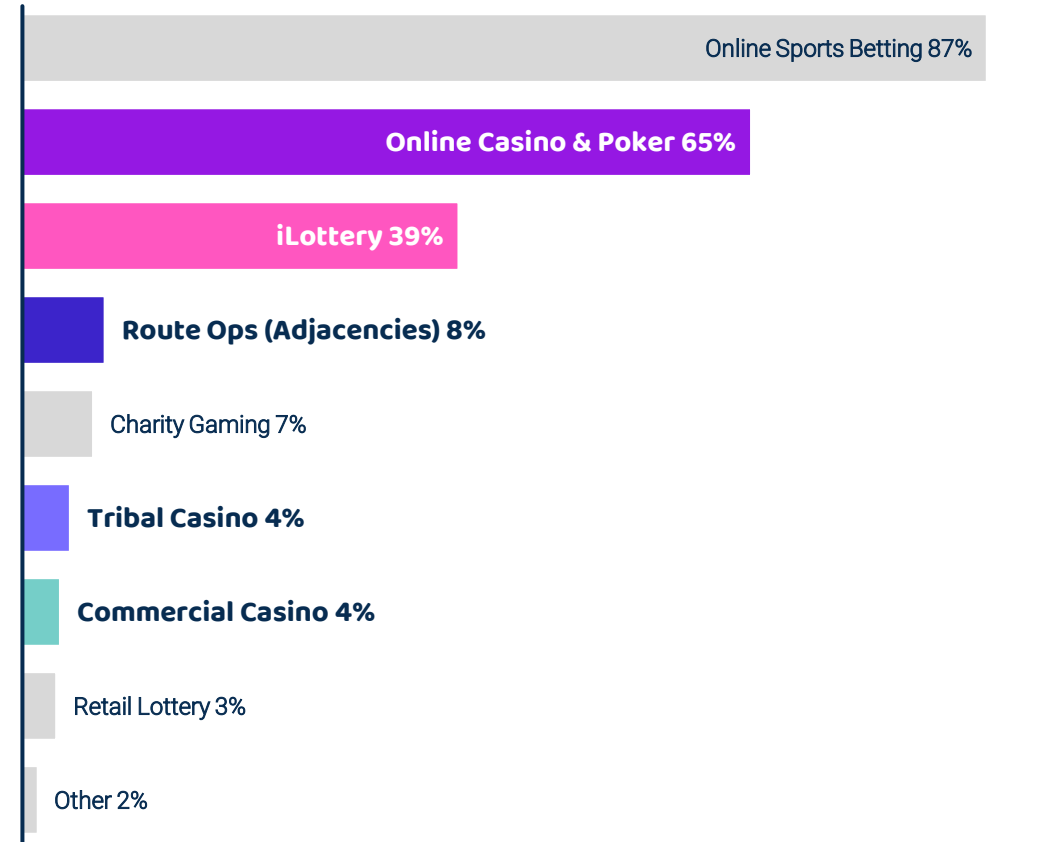 Online Sports Betting 87%
Online Casino & Poker 65%
iLottery 39%
Route Ops (Adjacencies) 8%
Charity Gaming 7%
Tribal Casino 4%
Commercial Casino 4%
Retail Lottery 3%
Other 2%